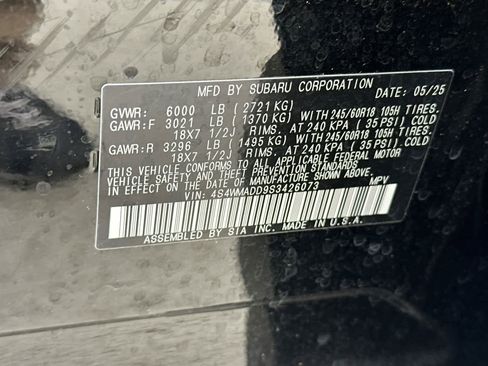 MFD BY SUBARU CORPORATION DATE: 05/25
GVWR: 6000 LB (2721 KG)
GAWR:F 3021 LB (1370 KG) WITH 245/60R18 105H TIRES.
18X7 1/2J RIMS. AT 240 KPA (35 PSI) COLD
GAWR:R 3296 LB (1495 KG) WITH 245/60R18 105H TIRES.
18X7 1/2J RIMS. AT 240 KPA (35 PSI) COLD
THIS VEHICLE CONFORMS TO ALL APPLICABLE FEDERAL MOTOR
VEHICLE SAFETY AND THEFT PREVENTION STANDARDS
IN EFFECT ON THE DATE OF MANUFACTURE SHOWN ABOVE.
VIN: 4S4WMADD9S3426073 MPV
ASSEMBLED BY SIA INC. MADE IN U.S.A.